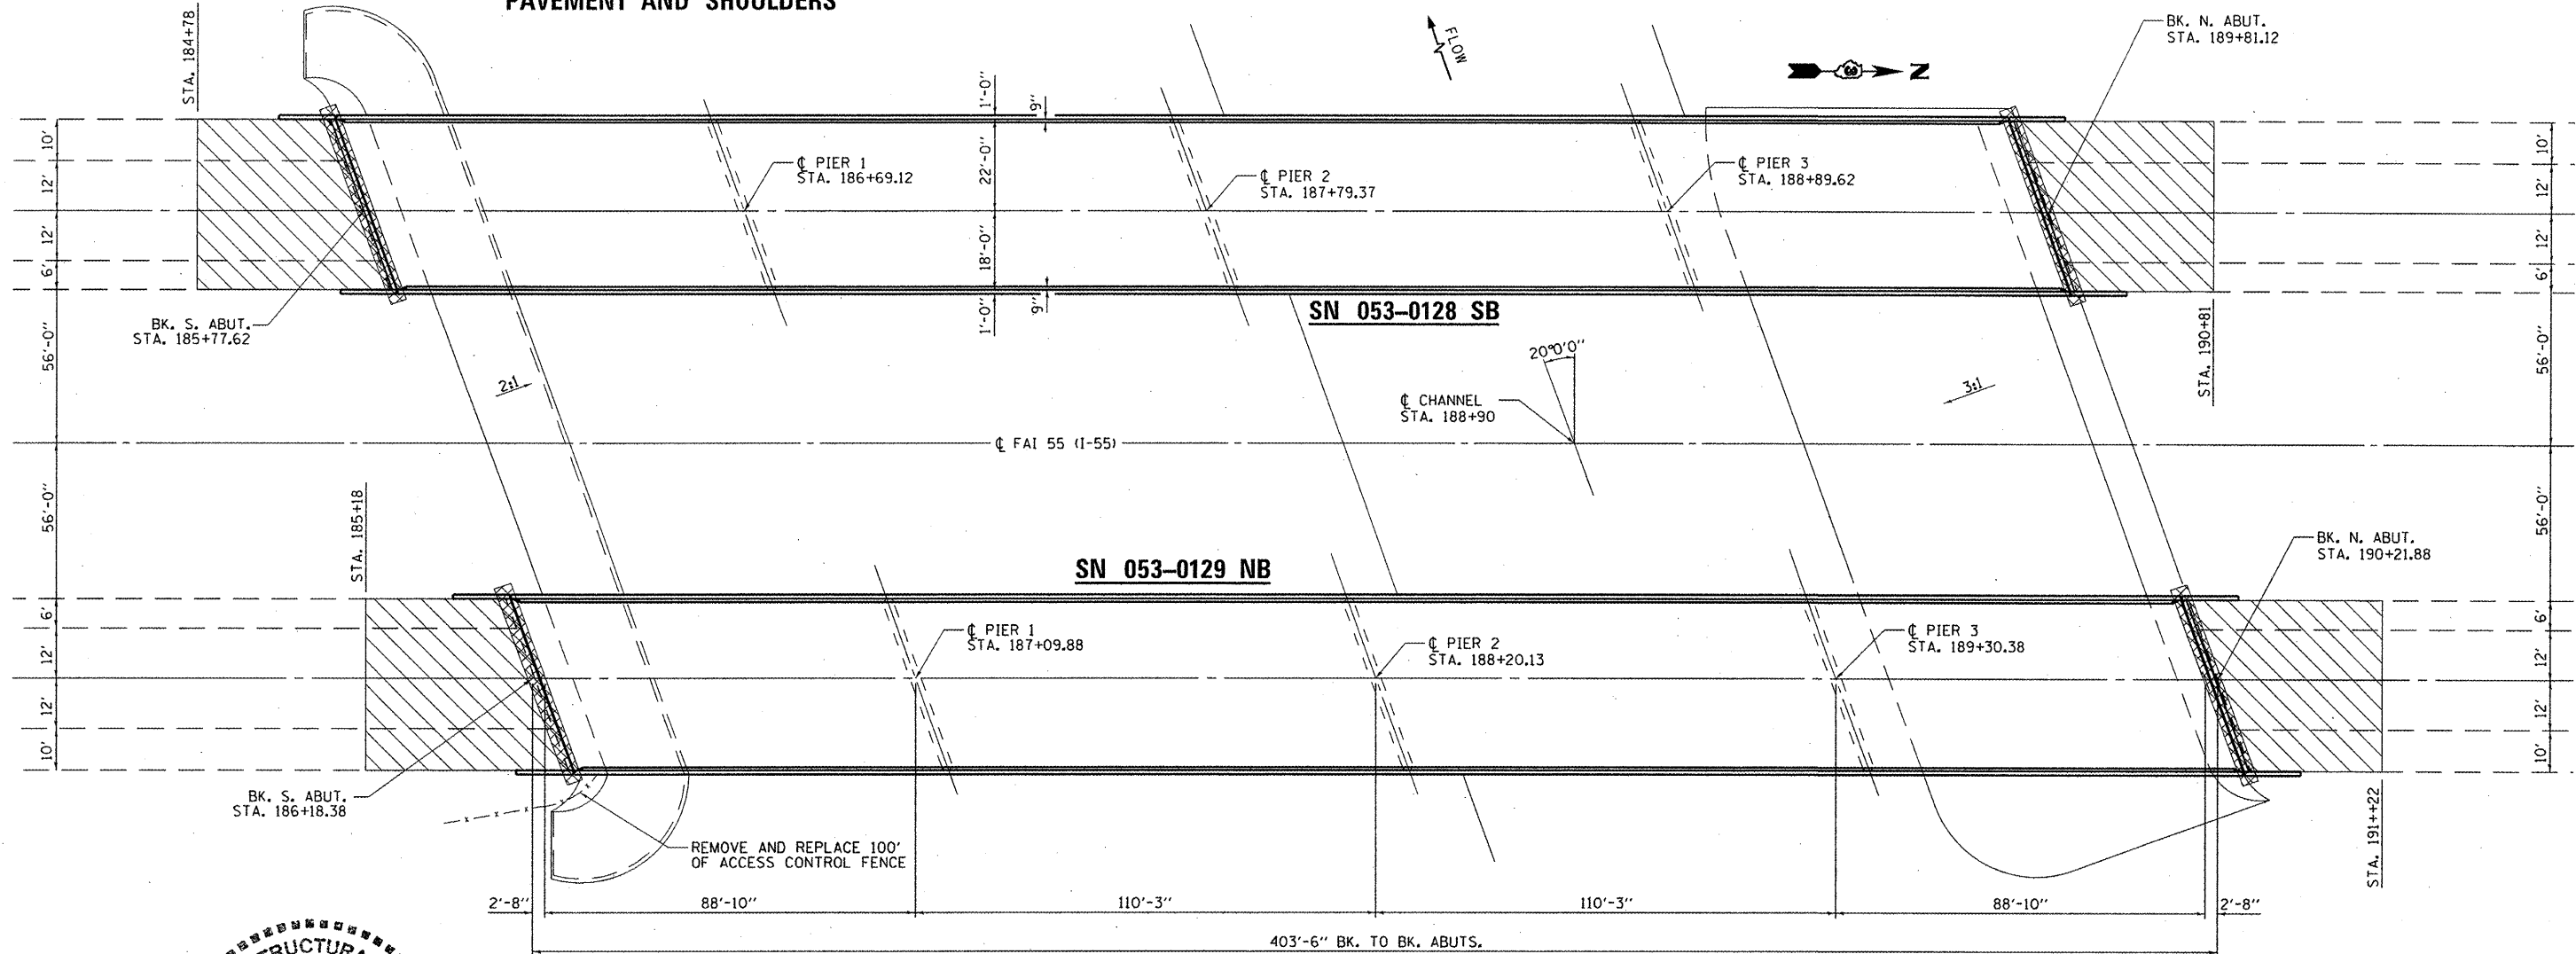 PAVEMENT AND SHOULDERS
STA. 184+78
FLOW
BK. N. ABUT.
STA. 189+81.12
N
10'
12'
12'
6'
56'-0"
56'-0"
6'
12'
12'
10'
1'-0"
9"
22'-0"
18'-0"
1'-0"
9"
℄ PIER 1
STA. 186+69.12
℄ PIER 2
STA. 187+79.37
℄ PIER 3
STA. 188+89.62
10'
12'
12'
6'
56'-0"
56'-0"
6'
12'
12'
10'
BK. S. ABUT.
STA. 185+77.62
SN 053-0128 SB
STA. 190+81
2:1
20°0'0"
3:1
℄ CHANNEL
STA. 188+90
℄ FAI 55 (I-55)
STA. 185+18
SN 053-0129 NB
BK. N. ABUT.
STA. 190+21.88
℄ PIER 1
STA. 187+09.88
℄ PIER 2
STA. 188+20.13
℄ PIER 3
STA. 189+30.38
BK. S. ABUT.
STA. 186+18.38
REMOVE AND REPLACE 100'
OF ACCESS CONTROL FENCE
STA. 191+22
2'-8" 88'-10" 110'-3" 110'-3" 88'-10" 2'-8"
403'-6" BK. TO BK. ABUTS.